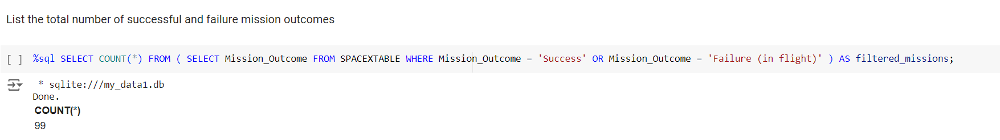 List the total number of successful and failure mission outcomes
[ ] %sql SELECT COUNT(*) FROM ( SELECT Mission_Outcome FROM SPACEXTABLE WHERE Mission_Outcome = 'Success' OR Mission_Outcome = 'Failure (in flight)' ) AS filtered_missions;
* sqlite:///my_data1.db
Done.
COUNT(*)
99